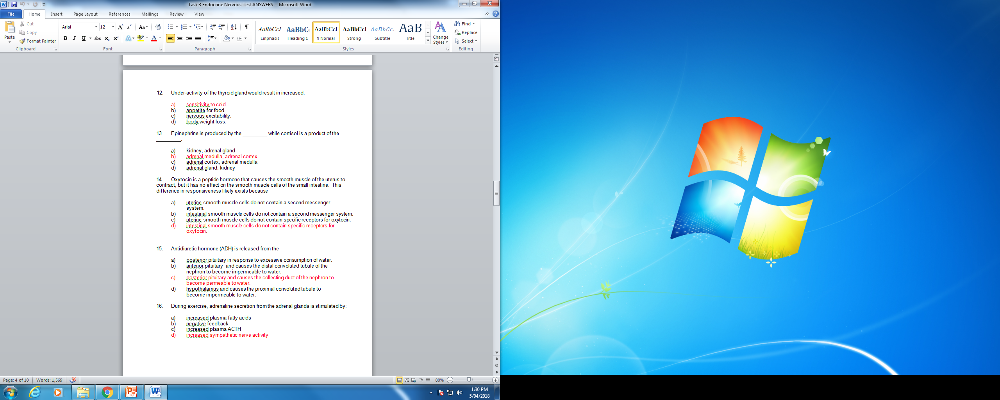 Task 3 Endocrine Nervous Test ANSWERS - Microsoft Word
File Home Insert Page Layout References Mailings Review View
Paste
Cut
Copy
Format Painter
Clipboard
Arial 12
Font
Paragraph
AaBbCcL AaBbCc AaBbCcI AaBbCcl AaBbCc. AaB
Emphasis Heading 1 ¶ Normal Strong Subtitle Title
Change Styles
Styles
Find
Replace
Select
Editing
12. Under-activity of the thyroid gland would result in increased:
a) sensitivity to cold.
b) appetite for food.
c) nervous excitability.
d) body weight loss.
13. Epinephrine is produced by the _________ while cortisol is a product of the
_________.
a) kidney, adrenal gland
b) adrenal medulla, adrenal cortex
c) adrenal cortex, adrenal medulla
d) adrenal gland, kidney
14. Oxytocin is a peptide hormone that causes the smooth muscle of the uterus to
contract, but it has no effect on the smooth muscle cells of the small intestine. This
difference in responsiveness likely exists because
a) uterine smooth muscle cells do not contain a second messenger
system.
b) intestinal smooth muscle cells do not contain a second messenger system.
c) uterine smooth muscle cells do not contain specific receptors for oxytocin.
d) intestinal smooth muscle cells do not contain specific receptors for
oxytocin.
15. Antidiuretic hormone (ADH) is released from the
a) posterior pituitary in response to excessive consumption of water.
b) anterior pituitary and causes the distal convoluted tubule of the
nephron to become impermeable to water.
c) posterior pituitary and causes the collecting duct of the nephron to
become permeable to water.
d) hypothalamus and causes the proximal convoluted tubule to
become impermeable to water.
16. During exercise, adrenaline secretion from the adrenal glands is stimulated by:
a) increased plasma fatty acids
b) negative feedback
c) increased plasma ACTH
d) increased sympathetic nerve activity
Page: 4 of 10 Words: 1,569 80%
1:30 PM
5/04/2018